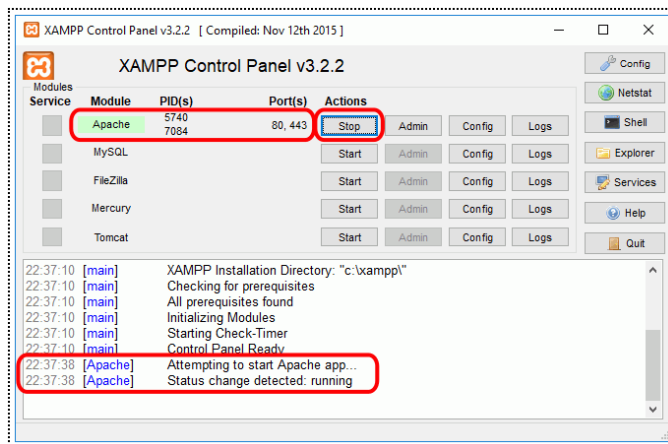 XAMPP Control Panel v3.2.2 [ Compiled: Nov 12th 2015 ]
XAMPP Control Panel v3.2.2
Config
Modules
Service Module PID(s) Port(s) Actions
Netstat
Apache 5740 7084 80, 443 Stop Admin Config Logs
Shell
MySQL Start Admin Config Logs
Explorer
FileZilla Start Admin Config Logs
Services
Mercury Start Admin Config Logs
Help
Tomcat Start Admin Config Logs
Quit
22:37:10 [main] XAMPP Installation Directory: "c:\xampp\"
22:37:10 [main] Checking for prerequisites
22:37:10 [main] All prerequisites found
22:37:10 [main] Initializing Modules
22:37:10 [main] Starting Check-Timer
22:37:10 [main] Control Panel Ready
22:37:38 [Apache] Attempting to start Apache app...
22:37:38 [Apache] Status change detected: running